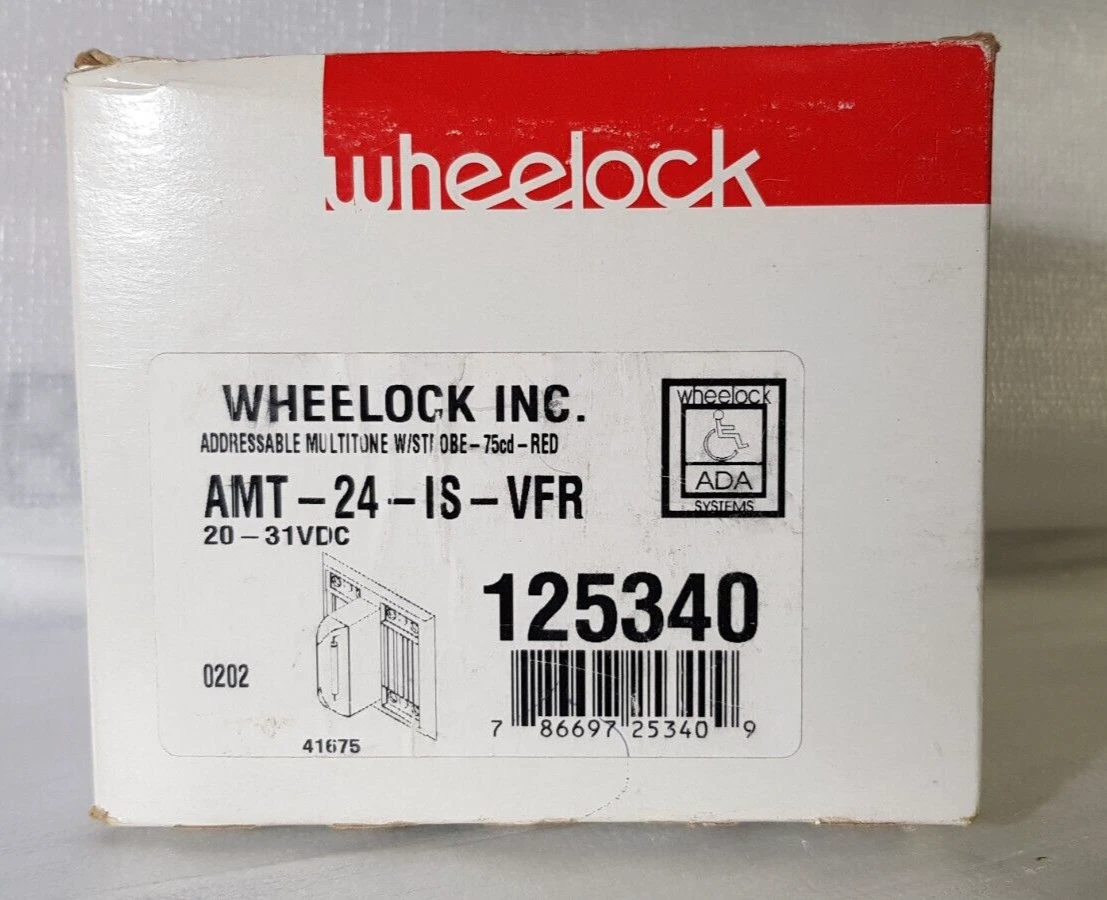 wheelock
WHEELOCK INC.
ADDRESSABLE MULTITONE W/STROBE-75cd-RED
AMT-24-IS-VFR
20-31VDC
wheelock
ADA
SYSTEMS
125340
0202
41675
7 86697 25340 9